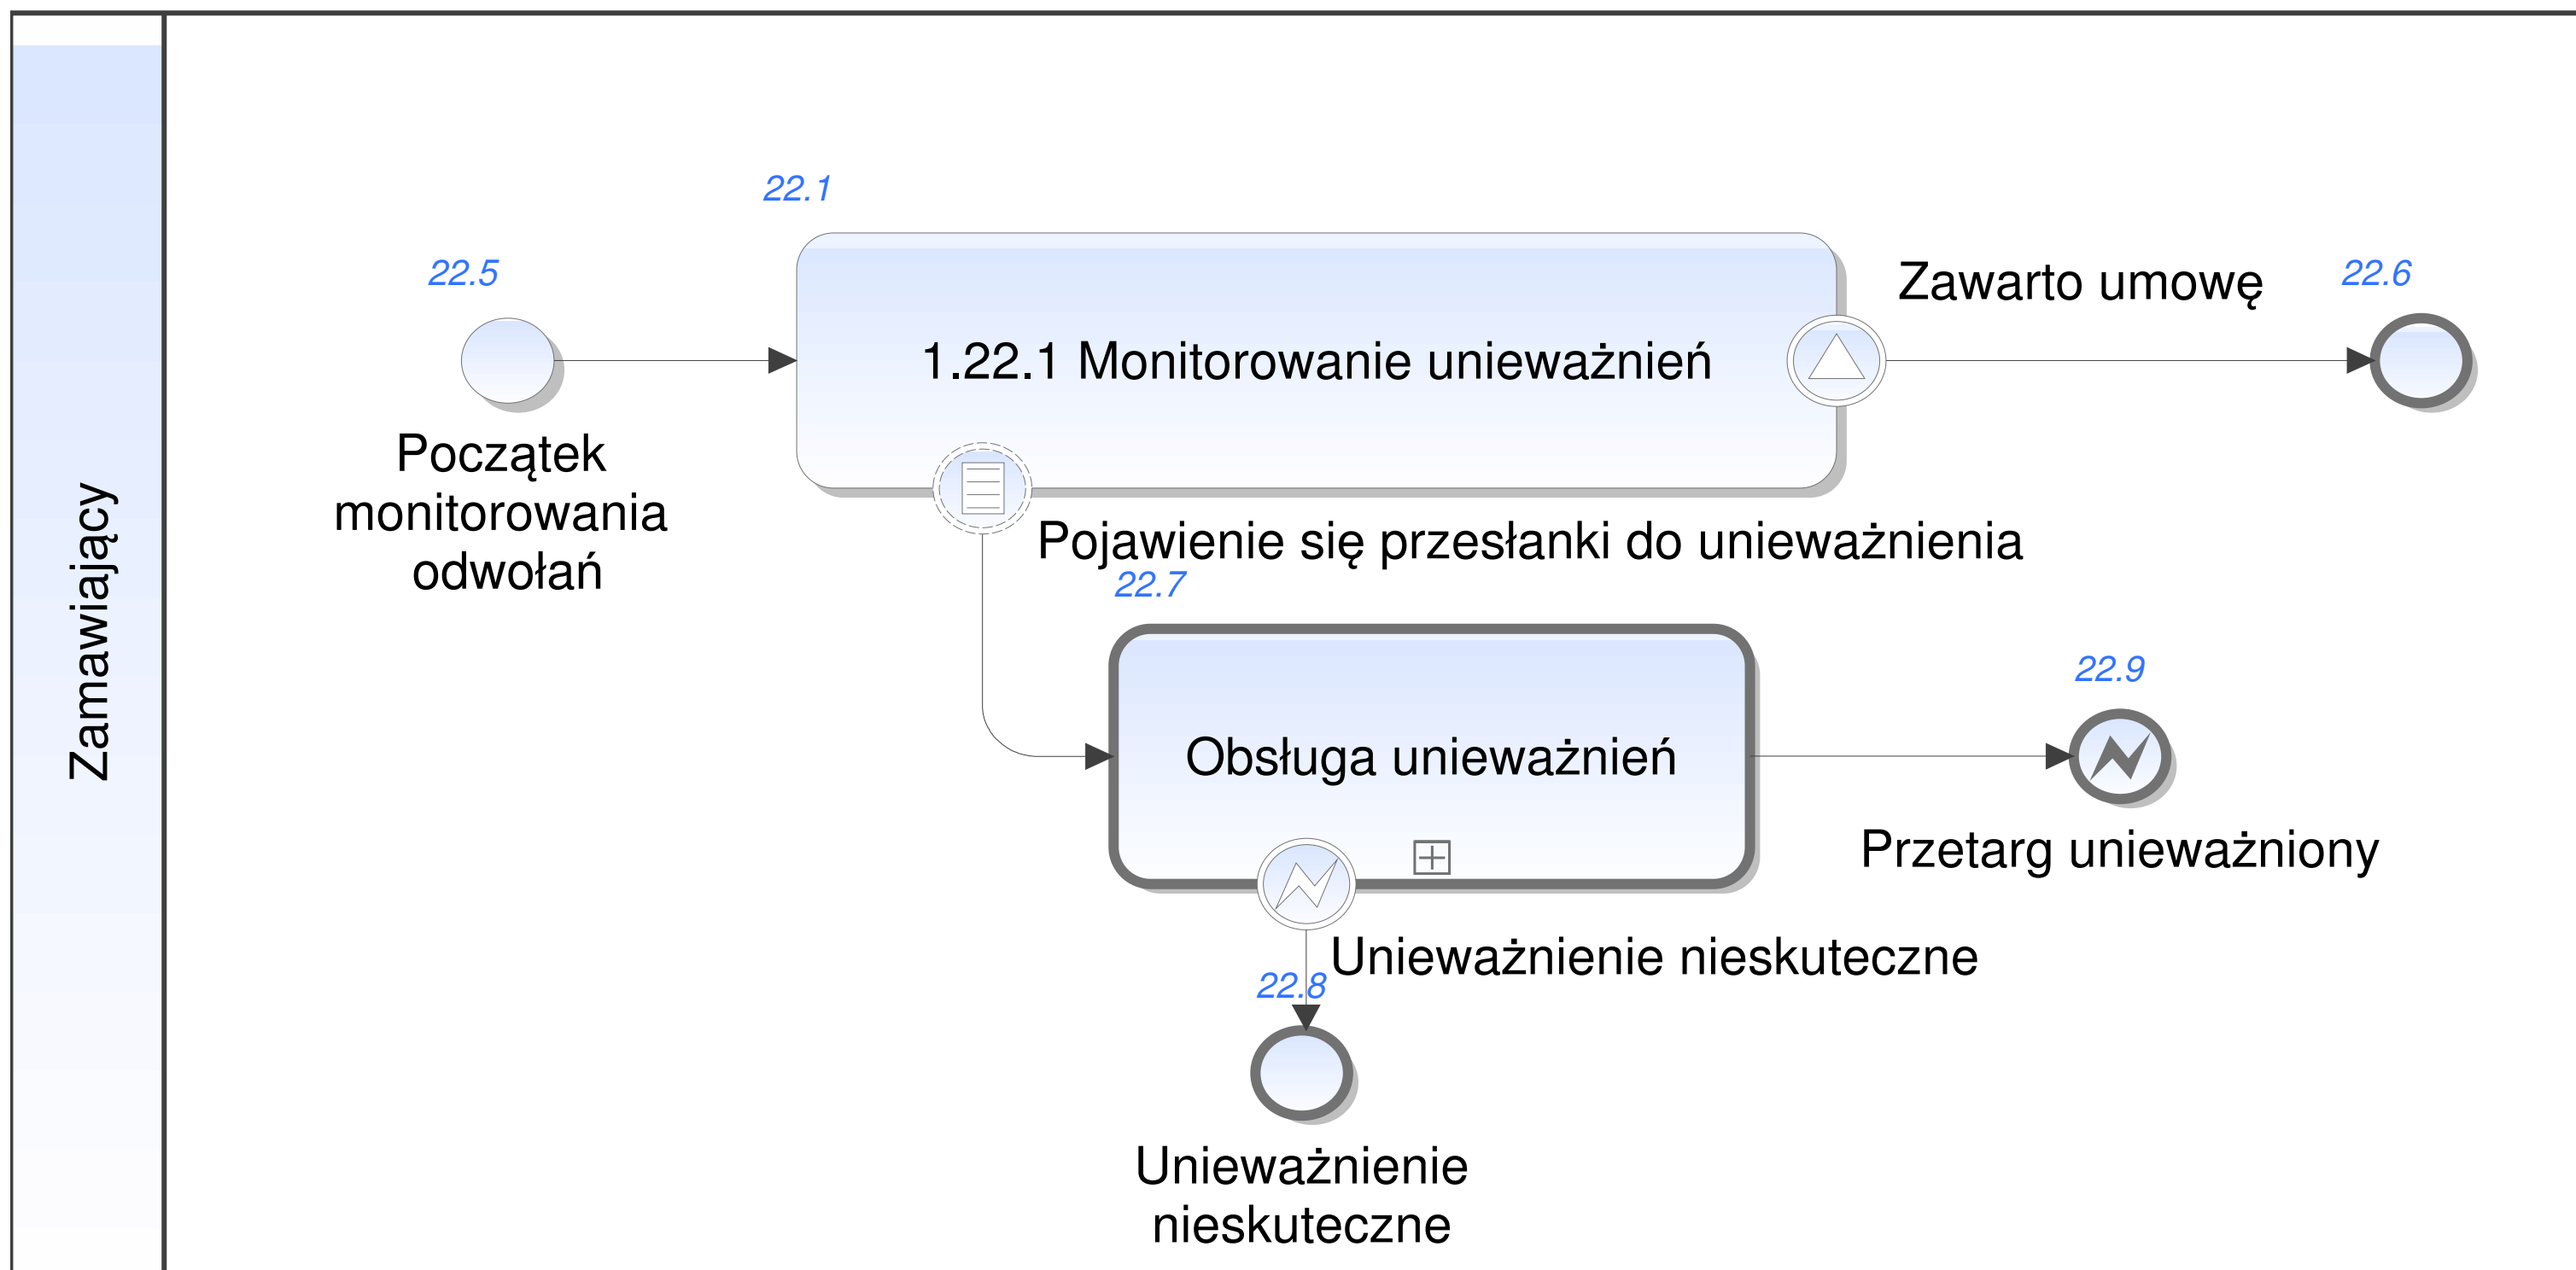 Zamawiający
22.1
22.5
Zawarto umowę
22.6
1.22.1 Monitorowanie unieważnień
Początek
monitorowania
odwołań
Pojawienie się przesłanki do unieważnienia
22.7
22.9
Obsługa unieważnień
Przetarg unieważniony
Unieważnienie nieskuteczne
22.8
Unieważnienie
nieskuteczne